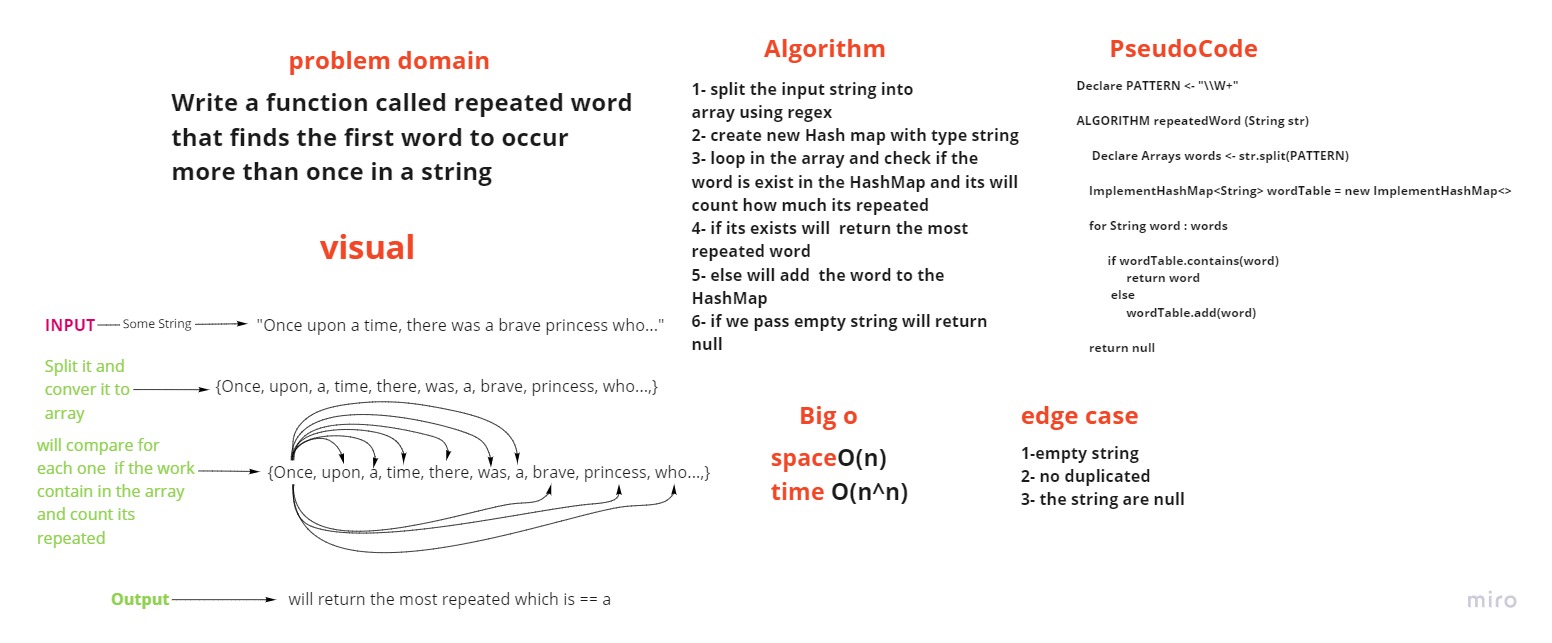 problem domain
Write a function called repeated word
that finds the first word to occur
more than once in a string
visual
INPUT
Some String
"Once upon a time, there was a brave princess who..."
Split it and
conver it to
array
{Once, upon, a, time, there, was, a, brave, princess, who...,}
will compare for
each one  if the work
contain in the array
and count its
repeated
{Once, upon, a, time, there, was, a, brave, princess, who...,}
Output
will return the most repeated which is == a
Algorithm
1- split the input string into
array using regex
2- create new Hash map with type string
3- loop in the array and check if the
word is exist in the HashMap and its will
count how much its repeated
4- if its exists will  return the most
repeated word
5- else will add  the word to the
HashMap
6- if we pass empty string will return
null
PseudoCode
Declare PATTERN <- "\\W+"
ALGORITHM repeatedWord (String str)
Declare Arrays words <- str.split(PATTERN)
ImplementHashMap<String> wordTable = new ImplementHashMap<>
for String word : words
if wordTable.contains(word)
return word
else
wordTable.add(word)
return null
Big o
spaceO(n)
time O(n^n)
edge case
1-empty string
2- no duplicated
3- the string are null
miro